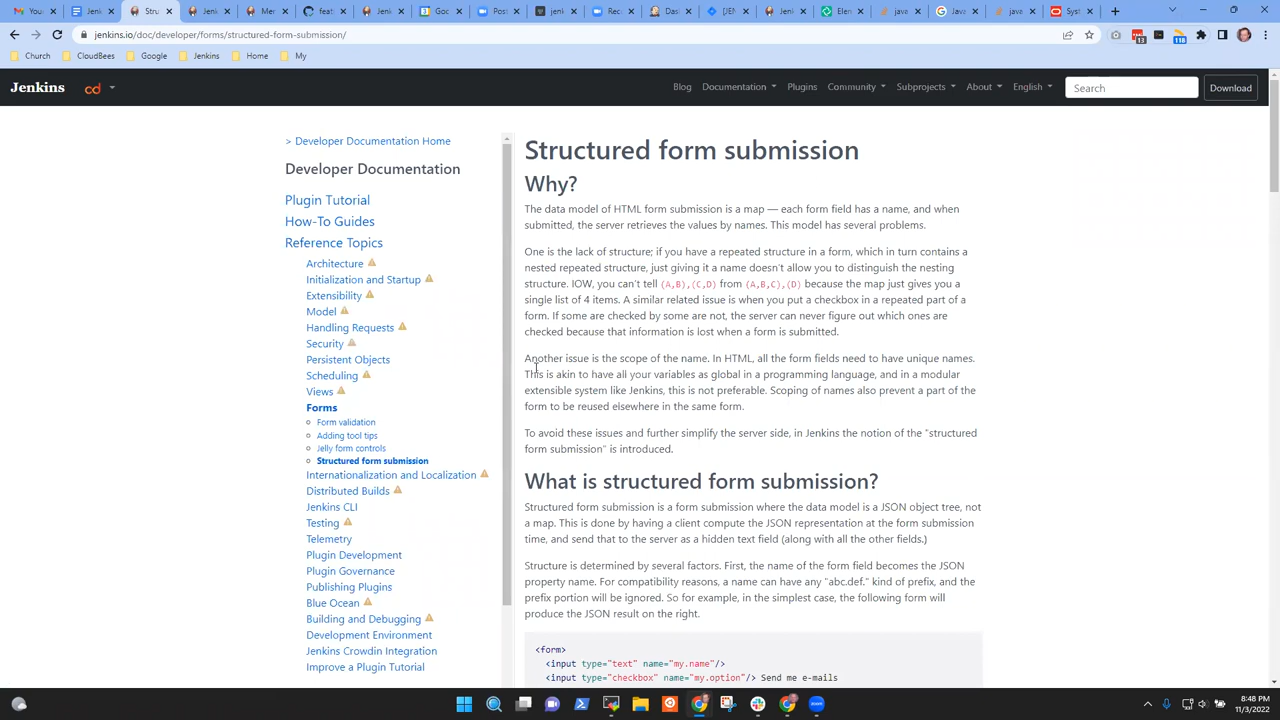 Jenk
Stru
Jenk
Mer
featu
Jenk
Goc
Post
jenk
Rec
Das
[JEN
Jenk
Elen
java
Java
java
Syst
jenkins.io/doc/developer/forms/structured-form-submission/
13
118
Church
CloudBees
Google
Jenkins
Home
My
Jenkins
cd
Blog
Documentation
Plugins
Community
Subprojects
About
English
Search
Download
> Developer Documentation Home
Developer Documentation
Plugin Tutorial
How-To Guides
Reference Topics
Architecture
Initialization and Startup
Extensibility
Model
Handling Requests
Security
Persistent Objects
Scheduling
Views
Forms
Form validation
Adding tool tips
Jelly form controls
Structured form submission
Internationalization and Localization
Distributed Builds
Jenkins CLI
Testing
Telemetry
Plugin Development
Plugin Governance
Publishing Plugins
Blue Ocean
Building and Debugging
Development Environment
Jenkins Crowdin Integration
Improve a Plugin Tutorial
Structured form submission
Why?
The data model of HTML form submission is a map — each form field has a name, and when
submitted, the server retrieves the values by names. This model has several problems.
One is the lack of structure; if you have a repeated structure in a form, which in turn contains a
nested repeated structure, just giving it a name doesn't allow you to distinguish the nesting
structure. IOW, you can't tell (A,B),(C,D) from (A,B,C),(D) because the map just gives you a
single list of 4 items. A similar related issue is when you put a checkbox in a repeated part of a
form. If some are checked by some are not, the server can never figure out which ones are
checked because that information is lost when a form is submitted.
Another issue is the scope of the name. In HTML, all the form fields need to have unique names.
This is akin to have all your variables as global in a programming language, and in a modular
extensible system like Jenkins, this is not preferable. Scoping of names also prevent a part of the
form to be reused elsewhere in the same form.
To avoid these issues and further simplify the server side, in Jenkins the notion of the "structured
form submission" is introduced.
What is structured form submission?
Structured form submission is a form submission where the data model is a JSON object tree, not
a map. This is done by having a client compute the JSON representation at the form submission
time, and send that to the server as a hidden text field (along with all the other fields.)
Structure is determined by several factors. First, the name of the form field becomes the JSON
property name. For compatibility reasons, a name can have any "abc.def." kind of prefix, and the
prefix portion will be ignored. So for example, in the simplest case, the following form will
produce the JSON result on the right.
<form>
<input type="text" name="my.name"/>
<input type="checkbox" name="my.option"/> Send me e-mails
8:48 PM
11/3/2022